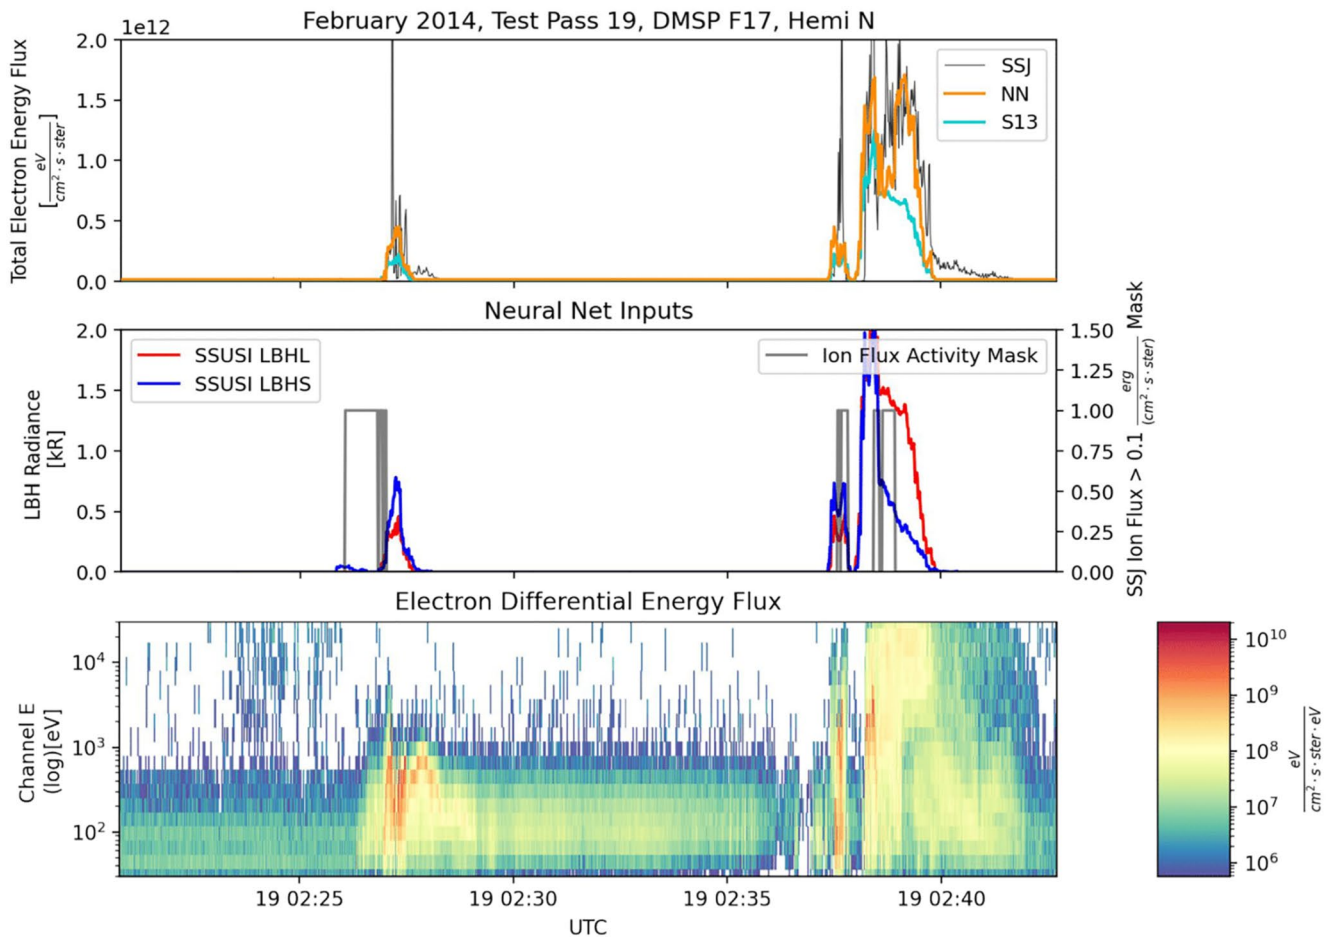 February 2014, Test Pass 19, DMSP F17, Hemi N
1e12
Total Electron Energy Flux
[eV / cm² · s · ster]
2.0
1.5
1.0
0.5
0.0
SSJ
NN
S13
Neural Net Inputs
LBH Radiance
[kR]
2.0
1.5
1.0
0.5
0.0
SSUSI LBHL
SSUSI LBHS
Ion Flux Activity Mask
1.50
1.25
1.00
0.75
0.50
0.25
0.00
SSJ Ion Flux > 0.1 erg / (cm² · s · ster) Mask
Electron Differential Energy Flux
Channel E
(log)[eV]
10⁴
10³
10²
19 02:25
19 02:30
19 02:35
19 02:40
UTC
10¹⁰
10⁹
10⁸
10⁷
10⁶
eV / cm² · s · ster · eV